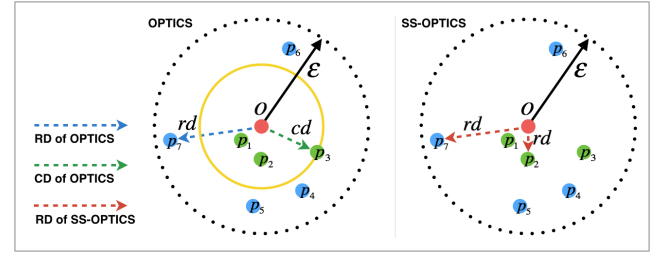 OPTICS
SS-OPTICS
p6
ε
p6
ε
o
o
rd
cd
rd
rd
RD of OPTICS
p7
p1
p3
p7
p1
p3
p2
p2
CD of OPTICS
p4
p4
p5
p5
RD of SS-OPTICS